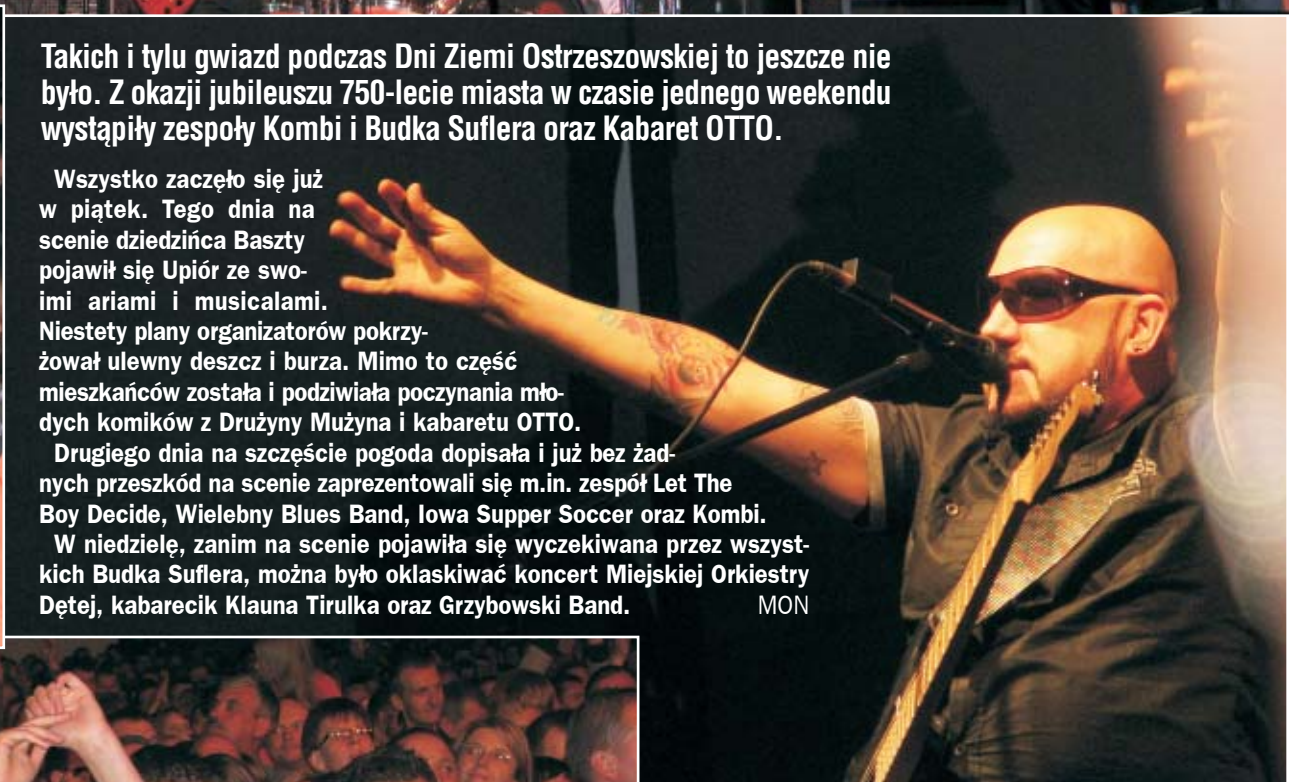 Takich i tylu gwiazd podczas Dni Ziemi Ostrzeszowskiej to jeszcze nie
było. Z okazji jubileuszu 750-lecie miasta w czasie jednego weekendu
wystąpiły zespoły Kombi i Budka Suflera oraz Kabaret OTTO.
Wszystko zaczęło się już
w piątek. Tego dnia na
scenie dziedzińca Baszty
pojawił się Upiór ze swo-
imi ariami i musicalami.
Niestety plany organizatorów pokrzy-
żował ulewny deszcz i burza. Mimo to część
mieszkańców została i podziwiała poczynania mło-
dych komików z Drużyny Mużyna i kabaretu OTTO.
Drugiego dnia na szczęście pogoda dopisała i już bez żad-
nych przeszkód na scenie zaprezentowali się m.in. zespół Let The
Boy Decide, Wielebny Blues Band, Iowa Supper Soccer oraz Kombi.
W niedzielę, zanim na scenie pojawiła się wyczekiwana przez wszyst-
kich Budka Suflera, można było oklaskiwać koncert Miejskiej Orkiestry
Dętej, kabarecik Klauna Tirulka oraz Grzybowski Band. MON